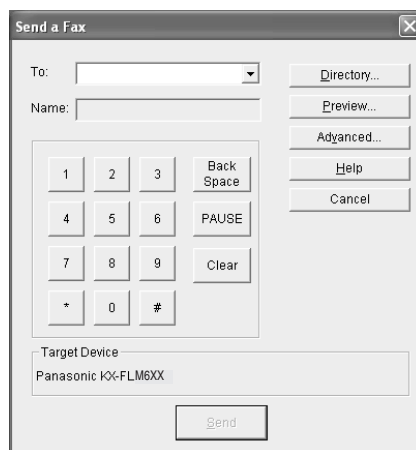 Send a Fax
To:
Directory...
Name:
Preview...
Advanced...
1 2 3 Back Space
Help
4 5 6 PAUSE
Cancel
7 8 9 Clear
* 0 #
Target Device
Panasonic KX-FLM6XX
Send